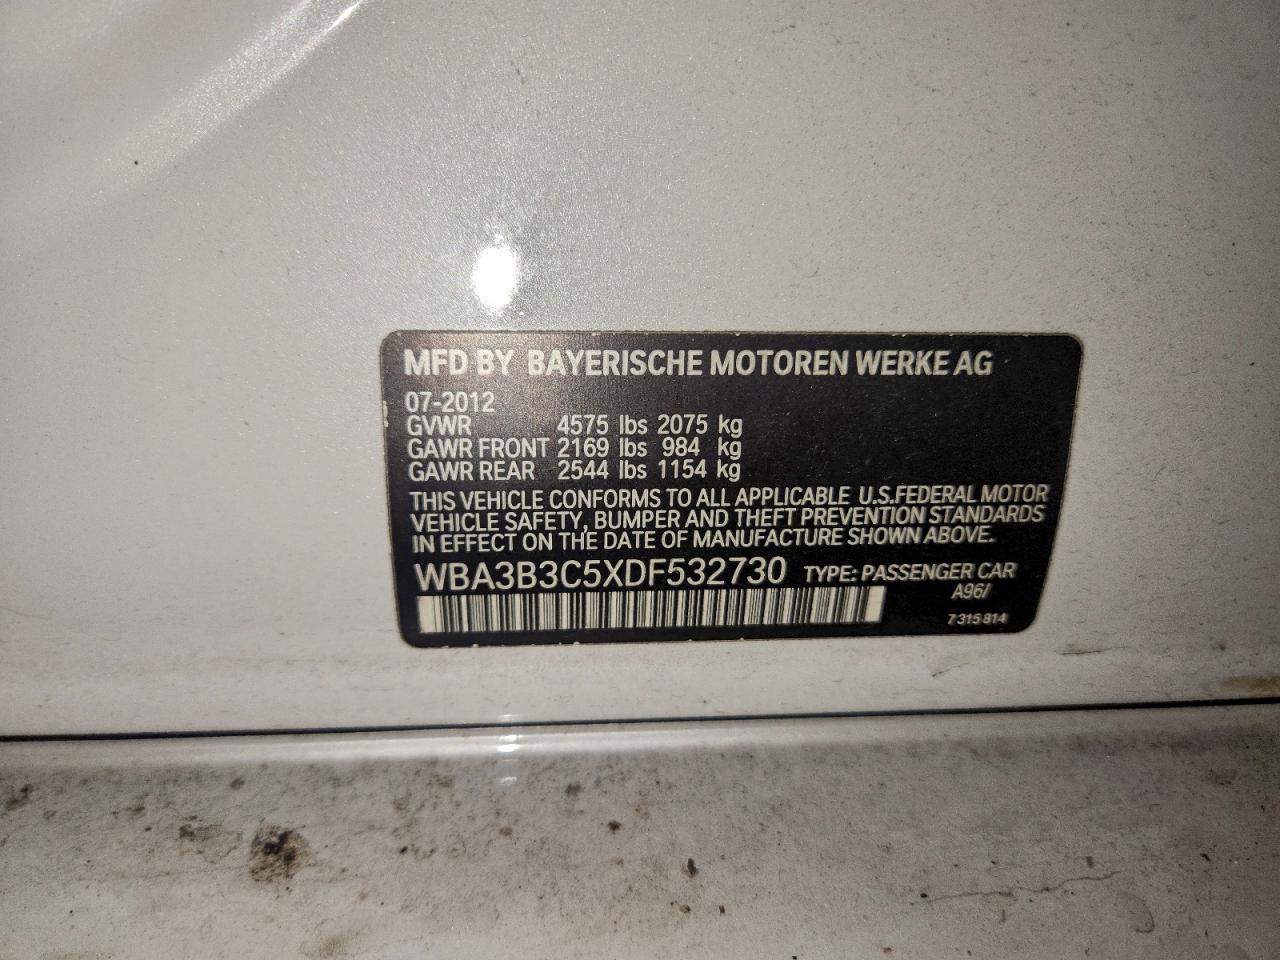 MFD BY BAYERISCHE MOTOREN WERKE AG
07-2012
GVWR 4575 lbs 2075 kg
GAWR FRONT 2169 lbs 984 kg
GAWR REAR 2544 lbs 1154 kg
THIS VEHICLE CONFORMS TO ALL APPLICABLE U.S.FEDERAL MOTOR
VEHICLE SAFETY, BUMPER AND THEFT PREVENTION STANDARDS
IN EFFECT ON THE DATE OF MANUFACTURE SHOWN ABOVE.
WBA3B3C5XDF532730 TYPE: PASSENGER CAR
A96/
7 315 814